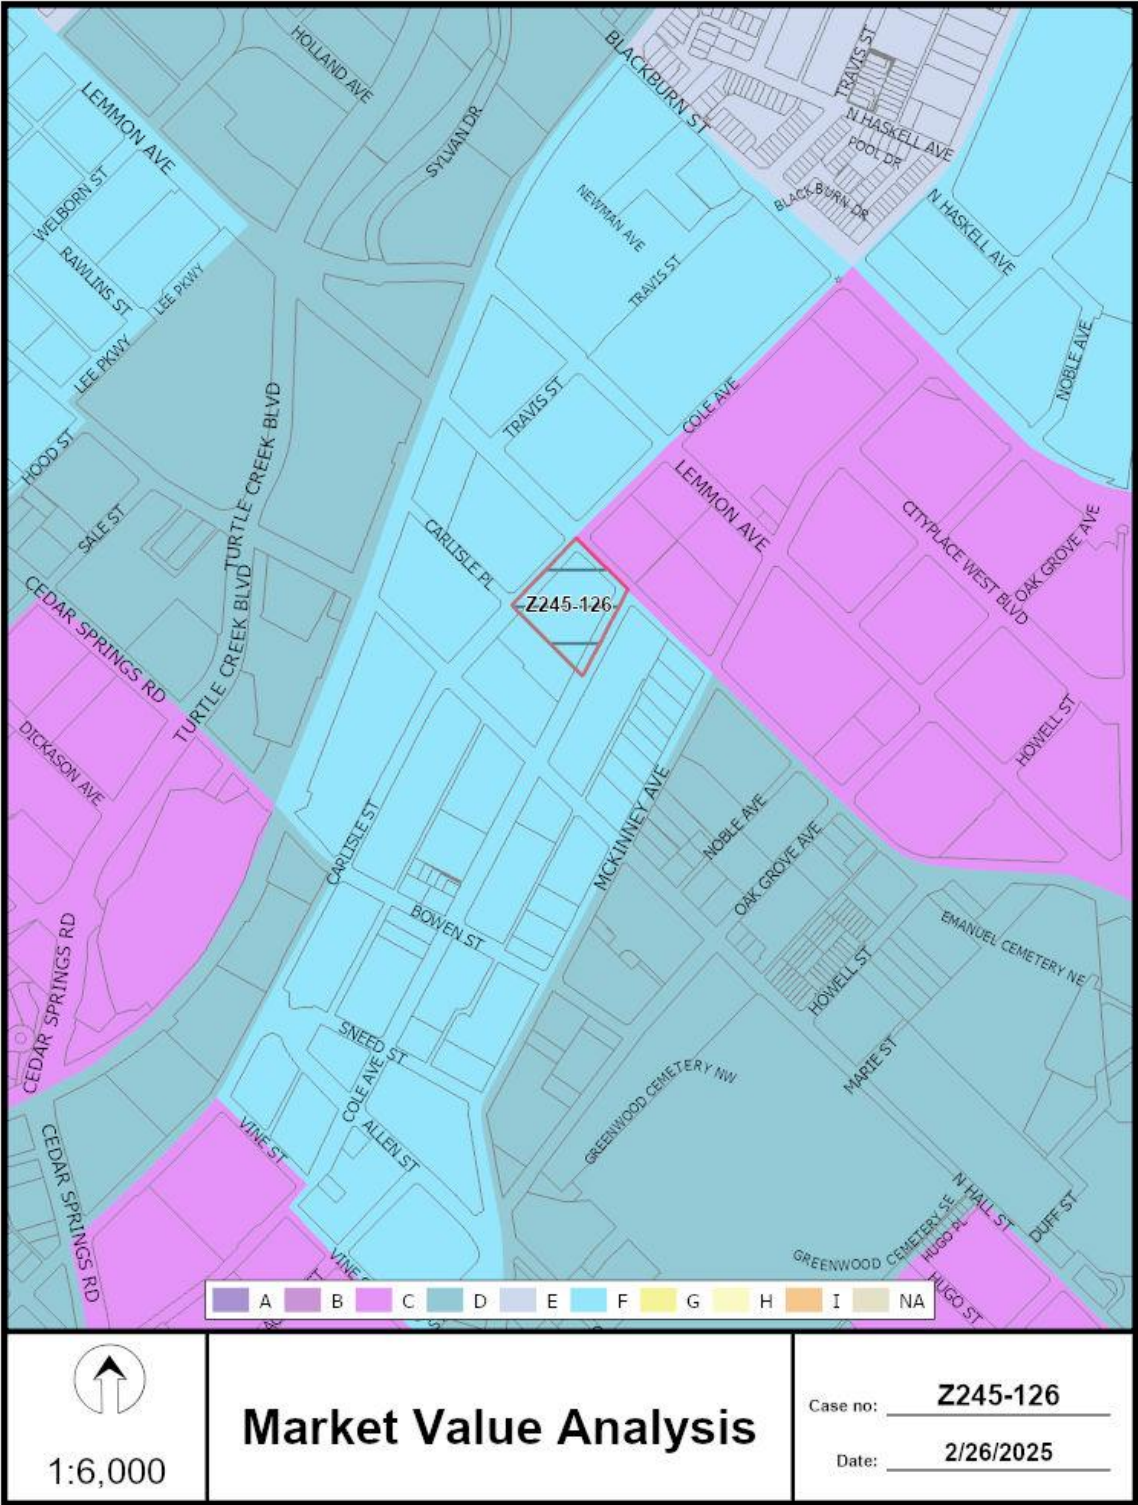 HOLLAND AVE
BLACKBURN ST
TRAVIS ST
LEMMON AVE
SYLVAN DR
N HASKELL AVE
POOL DR
WELBORN ST
BLACKBURN DR
NEWMAN AVE
N HASKELL AVE
RAWLINS ST
LEE PKWY
TRAVIS ST
LEE PKWY
NOBLE AVE
TRAVIS ST
COLE AVE
HOOD ST
TURTLE CREEK BLVD
LEMMON AVE
SALE ST
CARLISLE PL
CITYPLACE WEST BLVD
OAK GROVE AVE
CEDAR SPRINGS RD
Z245-126
TURTLE CREEK BLVD
DICKASON AVE
HOWELL ST
CARLISLE ST
MCKINNEY AVE
NOBLE AVE
OAK GROVE AVE
BOWEN ST
EMANUEL CEMETERY NE
CEDAR SPRINGS RD
HOWELL ST
SNEED ST
COLE AVE
MARIE ST
GREENWOOD CEMETERY NW
VINE ST
ALLEN ST
CEDAR SPRINGS RD
N HALL ST
DUFF ST
GREENWOOD CEMETERY SE
HUGO PL
HUGO ST
VINE
A B C D E F G H I NA
1:6,000
Market Value Analysis
Case no: Z245-126
Date: 2/26/2025